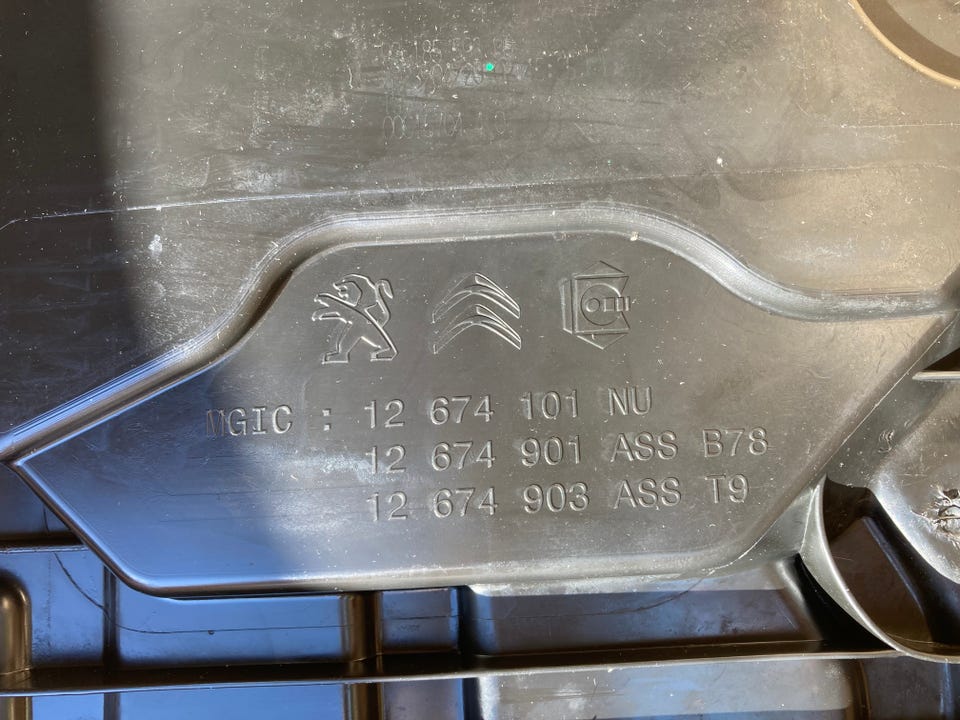 MGIC : 12 674 101 NU
12 674 901 ASS B78
12 674 903 ASS T9